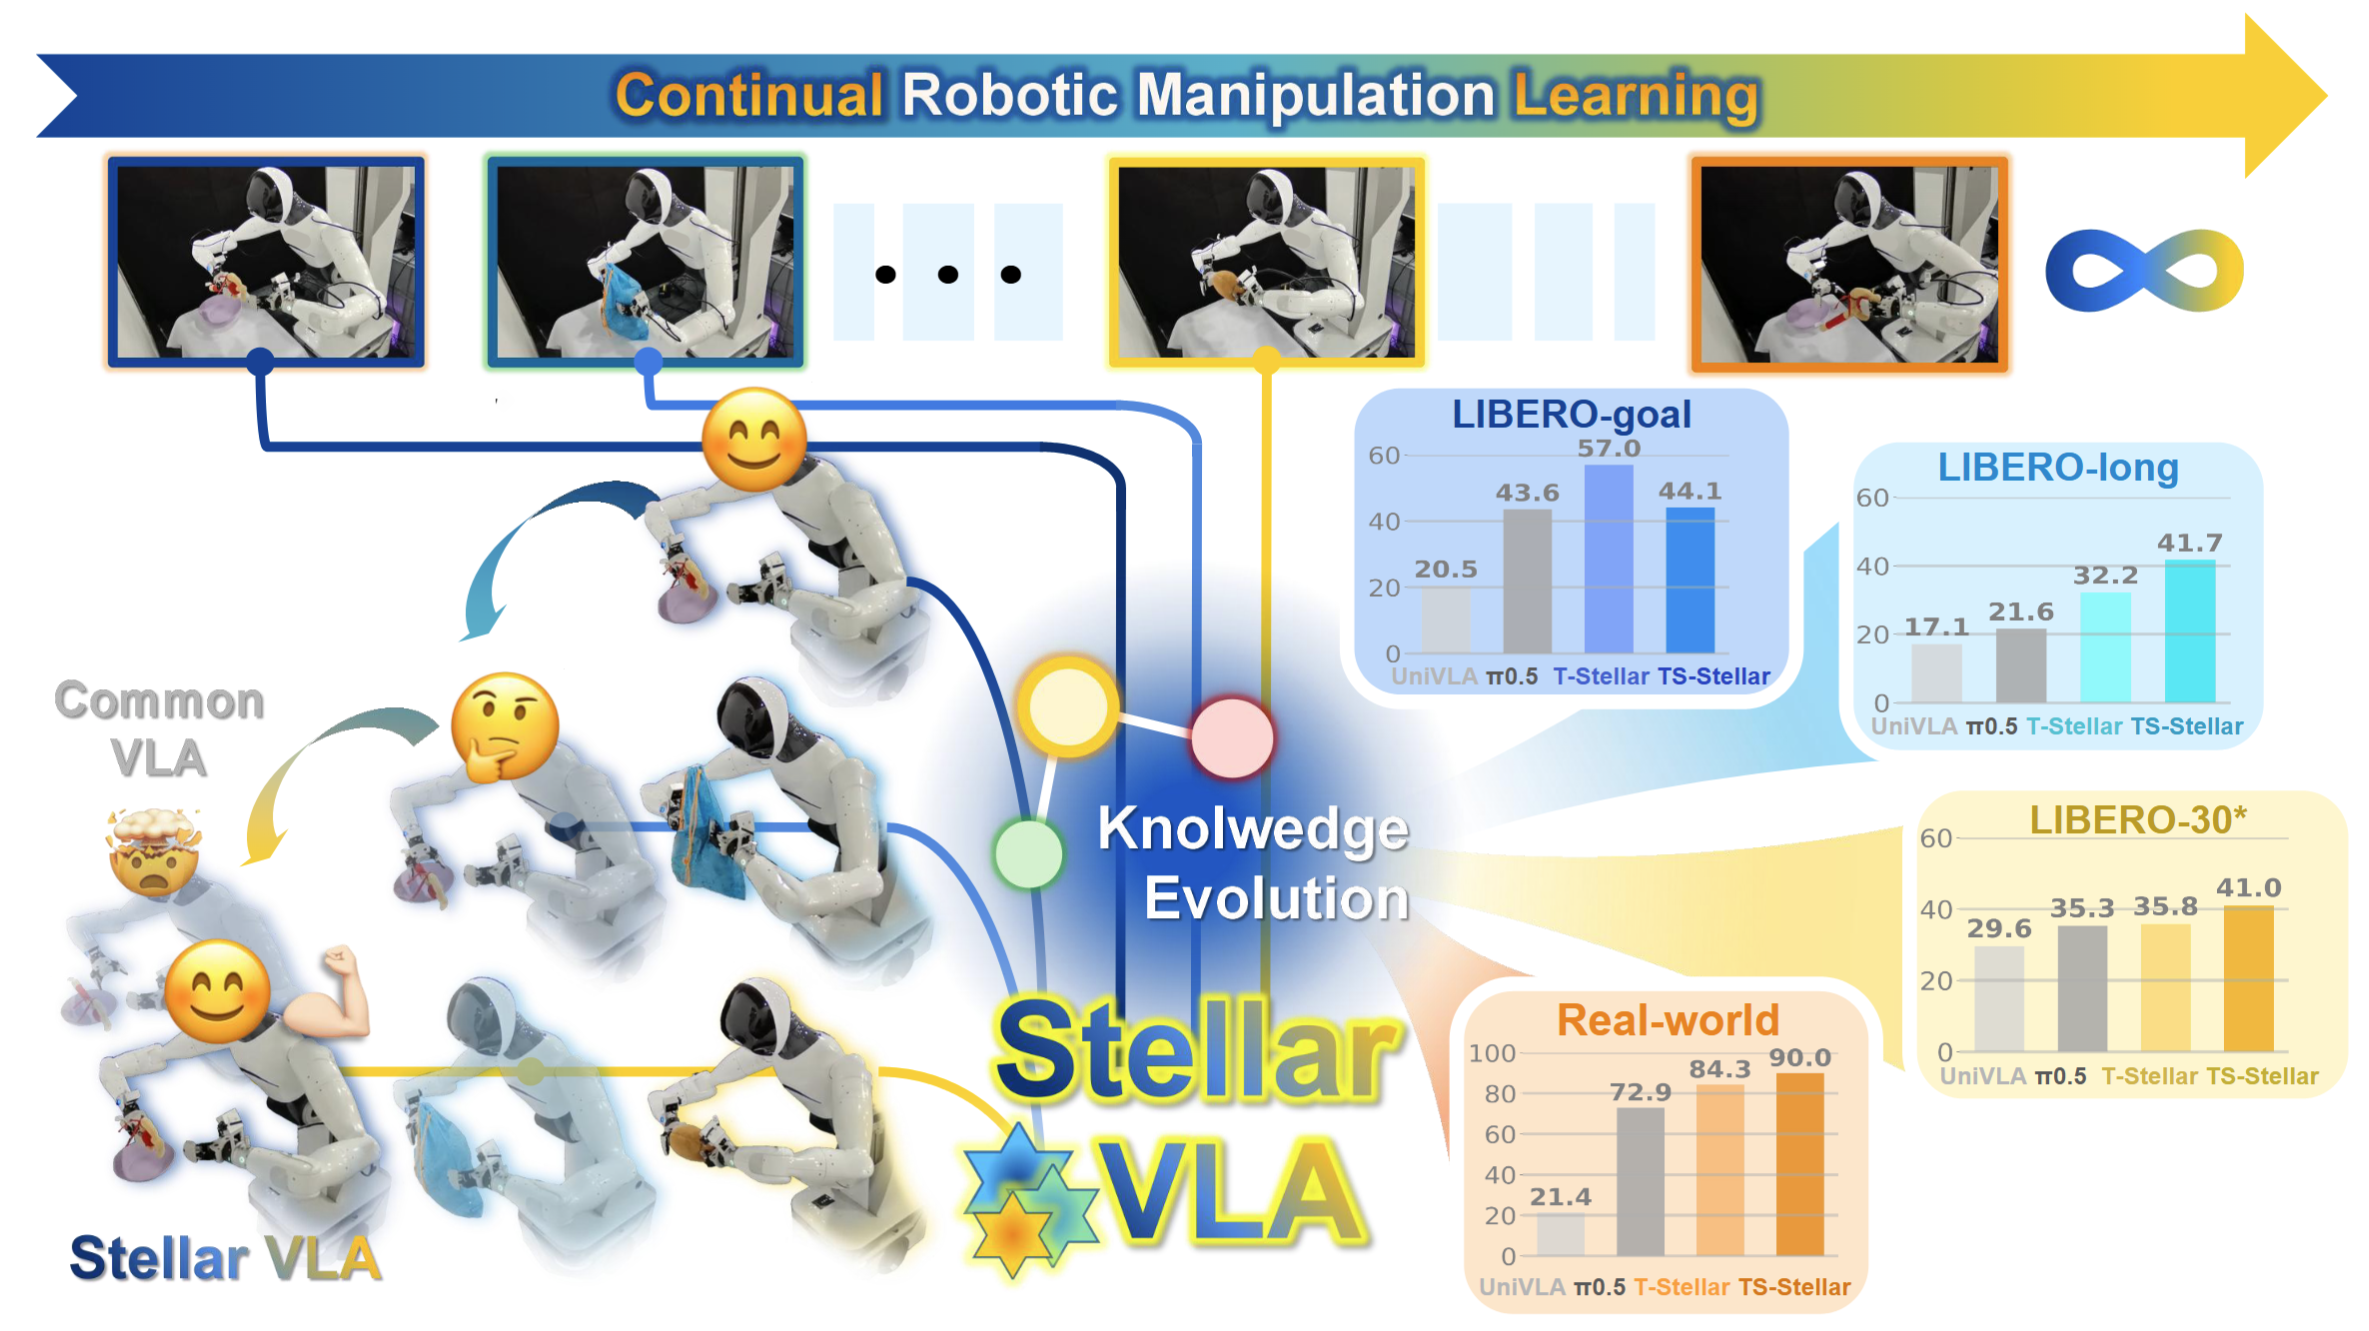 Continual Robotic Manipulation Learning
LIBERO-goal
60
40
20
0
20.5
43.6
57.0
44.1
UniVLA π0.5 T-Stellar TS-Stellar
LIBERO-long
60
40
20
0
17.1
21.6
32.2
41.7
UniVLA π0.5 T-Stellar TS-Stellar
Common
VLA
Knolwedge
Evolution
LIBERO-30*
60
40
20
0
29.6
35.3
35.8
41.0
UniVLA π0.5 T-Stellar TS-Stellar
Stellar
VLA
Real-world
100
80
60
40
20
0
21.4
72.9
84.3
90.0
UniVLA π0.5 T-Stellar TS-Stellar
Stellar VLA